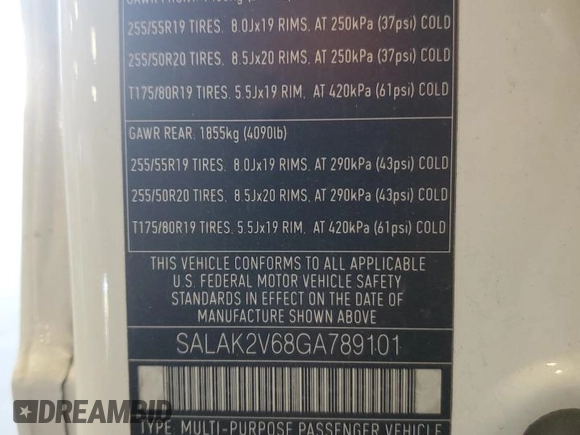 255/55R19 TIRES. 8.0Jx19 RIMS. AT 250kPa (37psi) COLD
255/50R20 TIRES. 8.5Jx20 RIMS. AT 250kPa (37psi) COLD
T175/80R19 TIRES. 5.5Jx19 RIM. AT 420kPa (61psi) COLD
GAWR REAR: 1855kg (4090lb)
255/55R19 TIRES. 8.0Jx19 RIMS. AT 290kPa (43psi) COLD
255/50R20 TIRES. 8.5Jx20 RIMS. AT 290kPa (43psi) COLD
T175/80R19 TIRES. 5.5Jx19 RIM. AT 420kPa (61psi) COLD
THIS VEHICLE CONFORMS TO ALL APPLICABLE
U.S. FEDERAL MOTOR VEHICLE SAFETY
STANDARDS IN EFFECT ON THE DATE OF
MANUFACTURE SHOWN ABOVE
SALAK2V68GA789101
TYPE. MULTI-PURPOSE PASSENGER VEHICLE
DREAMBID